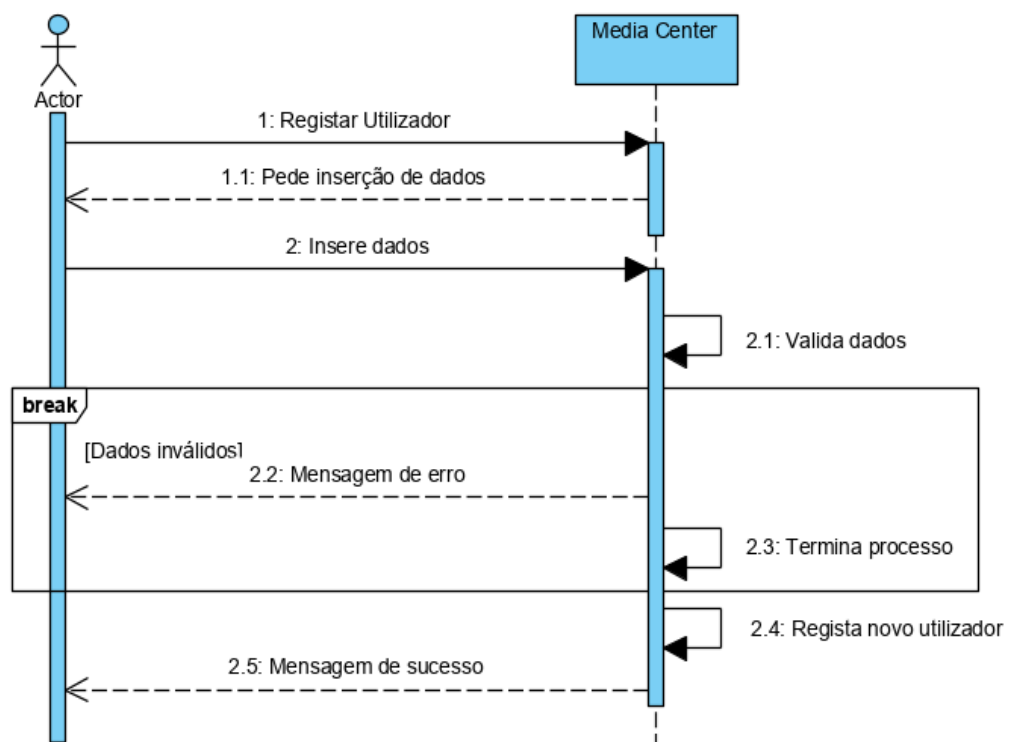 Media Center
Actor
1: Registar Utilizador
1.1: Pede inserção de dados
2: Insere dados
2.1: Valida dados
break
[Dados inválidos]
2.2: Mensagem de erro
2.3: Termina processo
2.4: Regista novo utilizador
2.5: Mensagem de sucesso